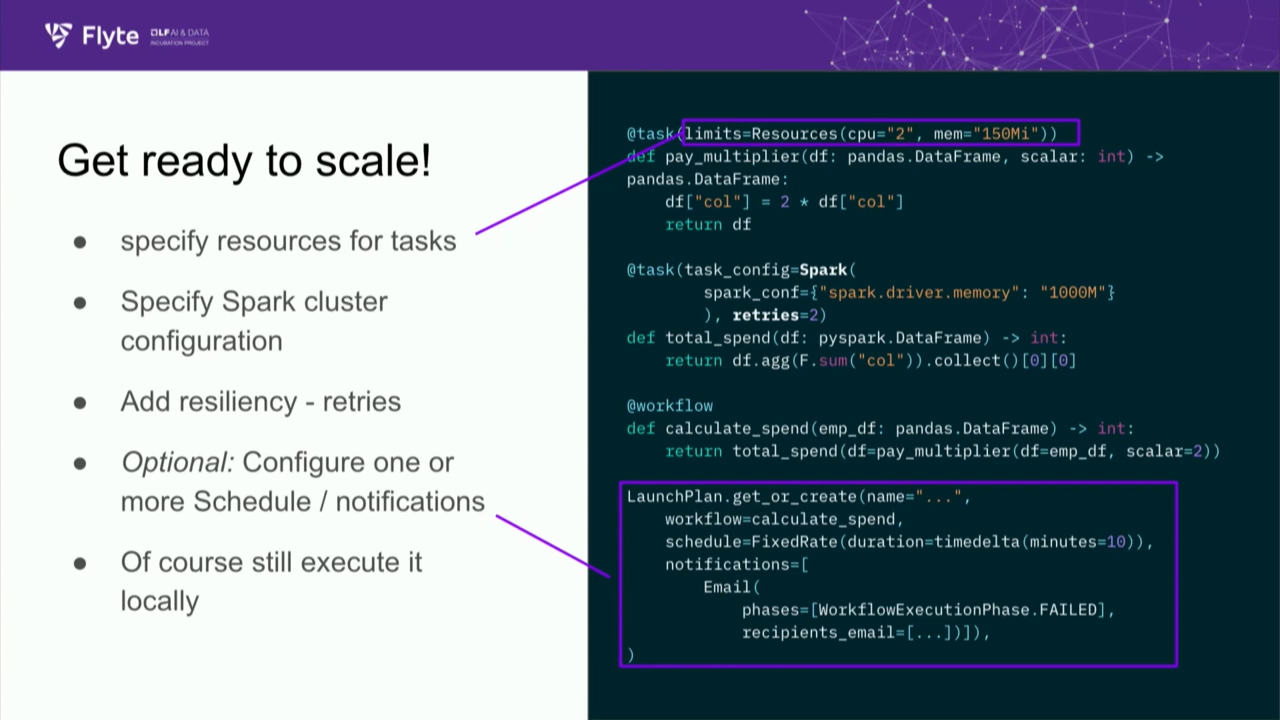 Flyte
LF AI & DATA
INCUBATION PROJECT
Get ready to scale!
● specify resources for tasks
● Specify Spark cluster
configuration
● Add resiliency - retries
● Optional: Configure one or
more Schedule / notifications
● Of course still execute it
locally
@task(limits=Resources(cpu="2", mem="150Mi"))
def pay_multiplier(df: pandas.DataFrame, scalar: int) ->
pandas.DataFrame:
    df["col"] = 2 * df["col"]
    return df
@task(task_config=Spark(
        spark_conf={"spark.driver.memory": "1000M"}
        ), retries=2)
def total_spend(df: pyspark.DataFrame) -> int:
    return df.agg(F.sum("col")).collect()[0][0]
@workflow
def calculate_spend(emp_df: pandas.DataFrame) -> int:
    return total_spend(df=pay_multiplier(df=emp_df, scalar=2))
LaunchPlan.get_or_create(name="...",
    workflow=calculate_spend,
    schedule=FixedRate(duration=timedelta(minutes=10)),
    notifications=[
        Email(
            phases=[WorkflowExecutionPhase.FAILED],
            recipients_email=[...])]),
)